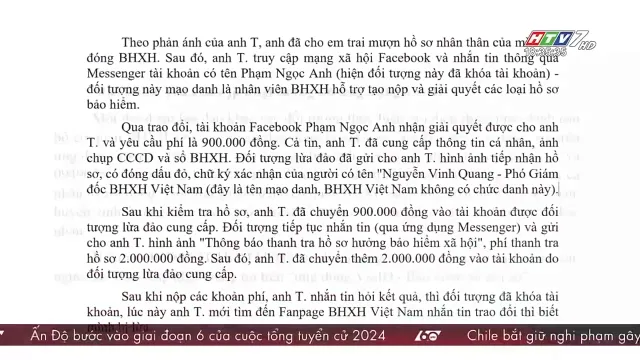 HTV7 HD
18:35:35
Theo phản ánh của anh T, anh đã cho em trai mượn hồ sơ nhân thân của m
đóng BHXH. Sau đó, anh T. truy cập mạng xã hội Facebook và nhắn tin thông qua
Messenger tài khoản có tên Phạm Ngọc Anh (hiện đối tượng này đã khóa tài khoản) -
đối tượng này mạo danh là nhân viên BHXH hỗ trợ tạo nộp và giải quyết các loại hồ sơ
bảo hiểm.
Qua trao đổi, tài khoản Facebook Phạm Ngọc Anh nhận giải quyết được cho anh
T. và yêu cầu phí là 900.000 đồng. Cả tin, anh T. đã cung cấp thông tin cá nhân, ảnh
chụp CCCD và sổ BHXH. Đối tượng lừa đảo đã gửi cho anh T. hình ảnh tiếp nhận hồ
sơ, có đóng dấu đỏ, chữ ký xác nhận của người có tên "Nguyễn Vinh Quang - Phó Giám
đốc BHXH Việt Nam (đây là tên mạo danh, BHXH Việt Nam không có chức danh này).
Sau khi kiểm tra hồ sơ, anh T. đã chuyển 900.000 đồng vào tài khoản được đối
tượng lừa cung cấp. Đối tượng tiếp tục nhắn tin (qua ứng dụng Messenger) và gửi
cho anh T. hình ảnh "Thông báo thanh tra hồ sơ hưởng bảo hiểm xã hội", phí thanh tra
hồ sơ 2.000.000 đồng. Sau đó, anh T. đã chuyển thêm 2.000.000 đồng vào tài khoản do
đối tượng lừa đảo cung cấp.
Sau khi nộp các khoản phí, anh T. nhắn tin hỏi kết quả, thì đối tượng đã khóa tài
khoản, lúc này anh T. mới tìm đến Fanpage BHXH Việt Nam nhắn tin trao đổi thì biết
Ấn Độ bước vào giai đoạn 6 của cuộc tổng tuyển cử 2024
Chile bắt giữ nghi phạm gây